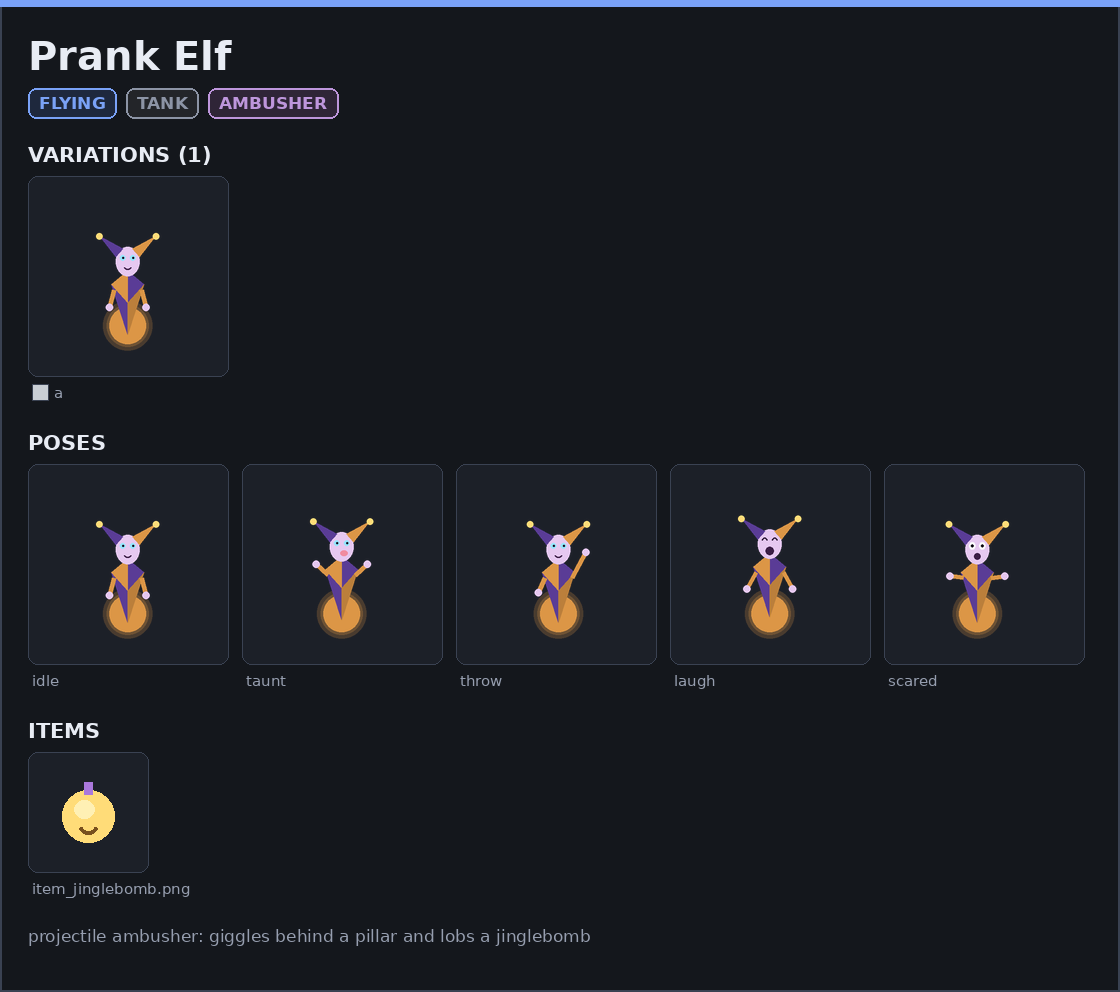 Prank Elf
FLYING TANK AMBUSHER
VARIATIONS (1)
a
POSES
idle taunt throw laugh scared
ITEMS
item_jinglebomb.png
projectile ambusher: giggles behind a pillar and lobs a jinglebomb